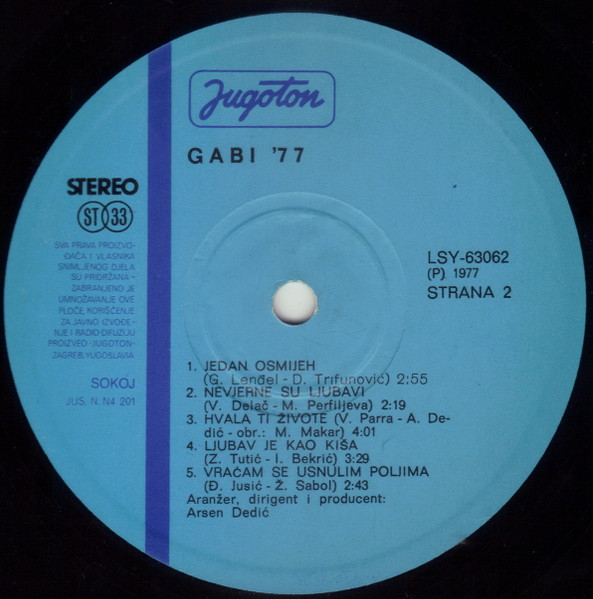 Jugoton
GABI '77
STEREO
ST 33
SVA PRAVA PROIZVO-
ĐAČA I VLASNIKA
SNIMLJENOG DJELA
SU PRIDRŽANA -
ZABRANJENO JE
UMNOŽAVANJE OVE
PLOČE, KORIŠĆENJE
ZA JAVNO IZVOĐE-
NJE I RADIO-DIFUZIJU
PROIZVEO JUGOTON-
ZAGREB, YUGOSLAVIA
SOKOJ
JUS. N. N4 201
LSY-63062
(P) 1977
STRANA 2
1. JEDAN OSMIJEH
(G. Lenđel - D. Trifunović) 2:55
2. NEVJERNE SU LJUBAVI
(V. Delač - M. Perfiljeva) 2:19
3. HVALA TI ŽIVOTE (V. Parra - A. De-
dić - obr.: M. Makar) 4:01
4. LJUBAV JE KAO KIŠA
(Z. Tutić - I. Bekrić) 3:29
5. VRAĆAM SE USNULIM POLJIMA
(Đ. Jusić - Ž. Sabol) 2:43
Aranžer, dirigent i producent:
Arsen Dedić